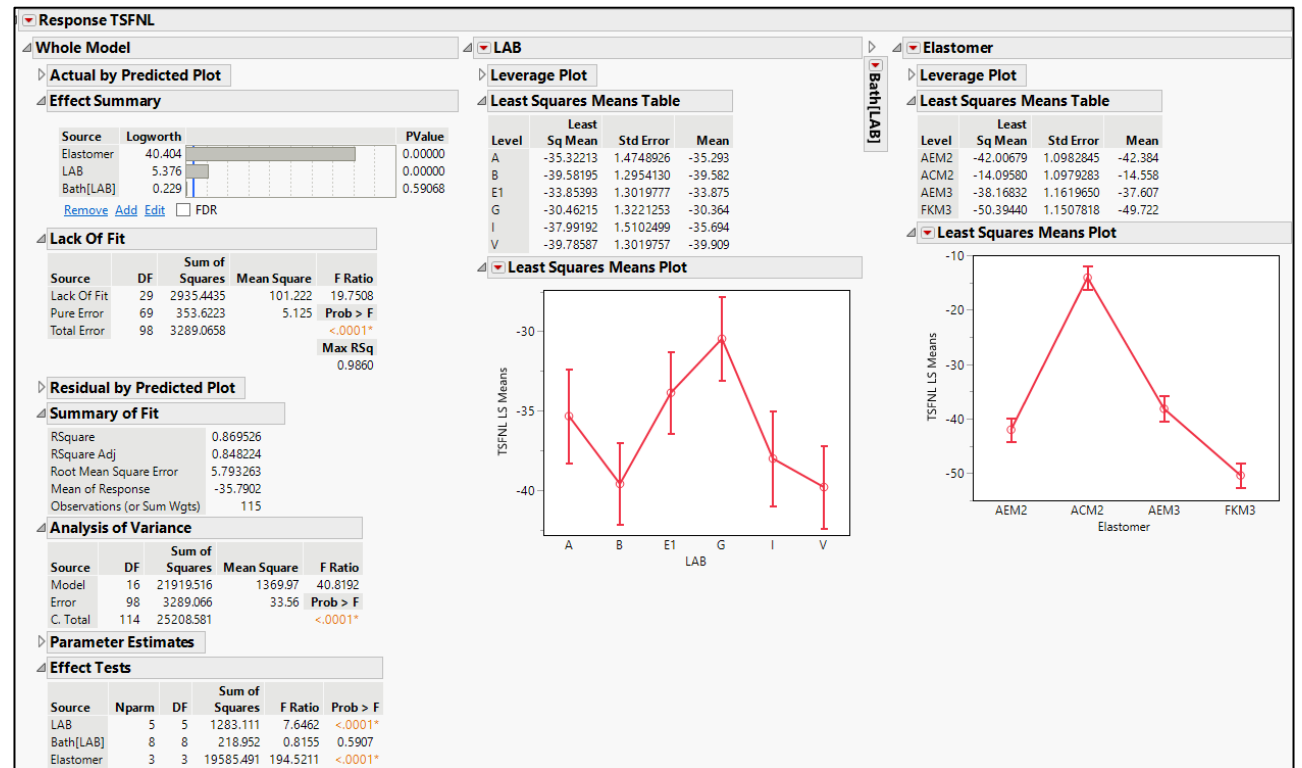 Response TSFNL
Whole Model
Actual by Predicted Plot
Effect Summary
Source Logworth PValue
Elastomer 40.404 0.00000
LAB 5.376 0.00000
Bath[LAB] 0.229 0.59068
Remove Add Edit FDR
Lack Of Fit
Sum of
Source DF Squares Mean Square F Ratio
Lack Of Fit 29 2935.4435 101.222 19.7508
Pure Error 69 353.6223 5.125 Prob > F
Total Error 98 3289.0658 <.0001*
Max RSq
0.9860
Residual by Predicted Plot
Summary of Fit
RSquare 0.869526
RSquare Adj 0.848224
Root Mean Square Error 5.793263
Mean of Response -35.7902
Observations (or Sum Wgts) 115
Analysis of Variance
Sum of
Source DF Squares Mean Square F Ratio
Model 16 21919.516 1369.97 40.8192
Error 98 3289.066 33.56 Prob > F
C. Total 114 25208.581 <.0001*
Parameter Estimates
Effect Tests
Sum of
Source Nparm DF Squares F Ratio Prob > F
LAB 5 5 1283.111 7.6462 <.0001*
Bath[LAB] 8 8 218.952 0.8155 0.5907
Elastomer 3 3 19585.491 194.5211 <.0001*
LAB
Leverage Plot
Least Squares Means Table
Least
Level Sq Mean Std Error Mean
A -35.32213 1.4748926 -35.293
B -39.58195 1.2954130 -39.582
E1 -33.85393 1.3019777 -33.875
G -30.46215 1.3221253 -30.364
I -37.99192 1.5102499 -35.694
V -39.78587 1.3019757 -39.909
Least Squares Means Plot
TSFNL LS Means
-30
-35
-40
A B E1 G I V
LAB
Bath[LAB]
Elastomer
Leverage Plot
Least Squares Means Table
Least
Level Sq Mean Std Error Mean
AEM2 -42.00679 1.0982845 -42.384
ACM2 -14.09580 1.0979283 -14.558
AEM3 -38.16832 1.1619650 -37.607
FKM3 -50.39440 1.1507818 -49.722
Least Squares Means Plot
TSFNL LS Means
-10
-20
-30
-40
-50
AEM2 ACM2 AEM3 FKM3
Elastomer